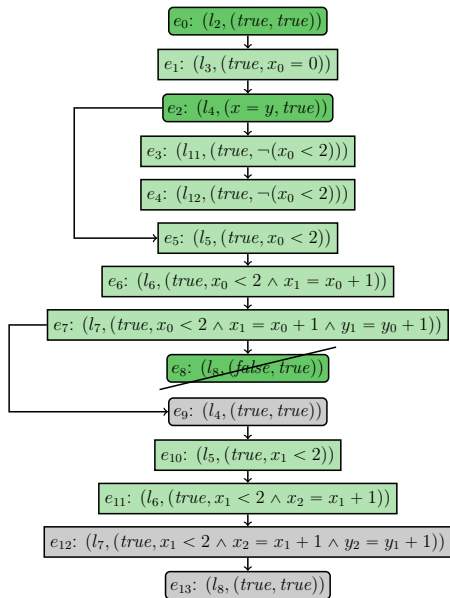 e₀: (l₂, (true, true))
e₁: (l₃, (true, x₀ = 0))
e₂: (l₄, (x = y, true))
e₃: (l₁₁, (true, ¬(x₀ < 2)))
e₄: (l₁₂, (true, ¬(x₀ < 2)))
e₅: (l₅, (true, x₀ < 2))
e₆: (l₆, (true, x₀ < 2 ∧ x₁ = x₀ + 1))
e₇: (l₇, (true, x₀ < 2 ∧ x₁ = x₀ + 1 ∧ y₁ = y₀ + 1))
e₈: (l₈, (false, true))
e₉: (l₄, (true, true))
e₁₀: (l₅, (true, x₁ < 2))
e₁₁: (l₆, (true, x₁ < 2 ∧ x₂ = x₁ + 1))
e₁₂: (l₇, (true, x₁ < 2 ∧ x₂ = x₁ + 1 ∧ y₂ = y₁ + 1))
e₁₃: (l₈, (true, true))